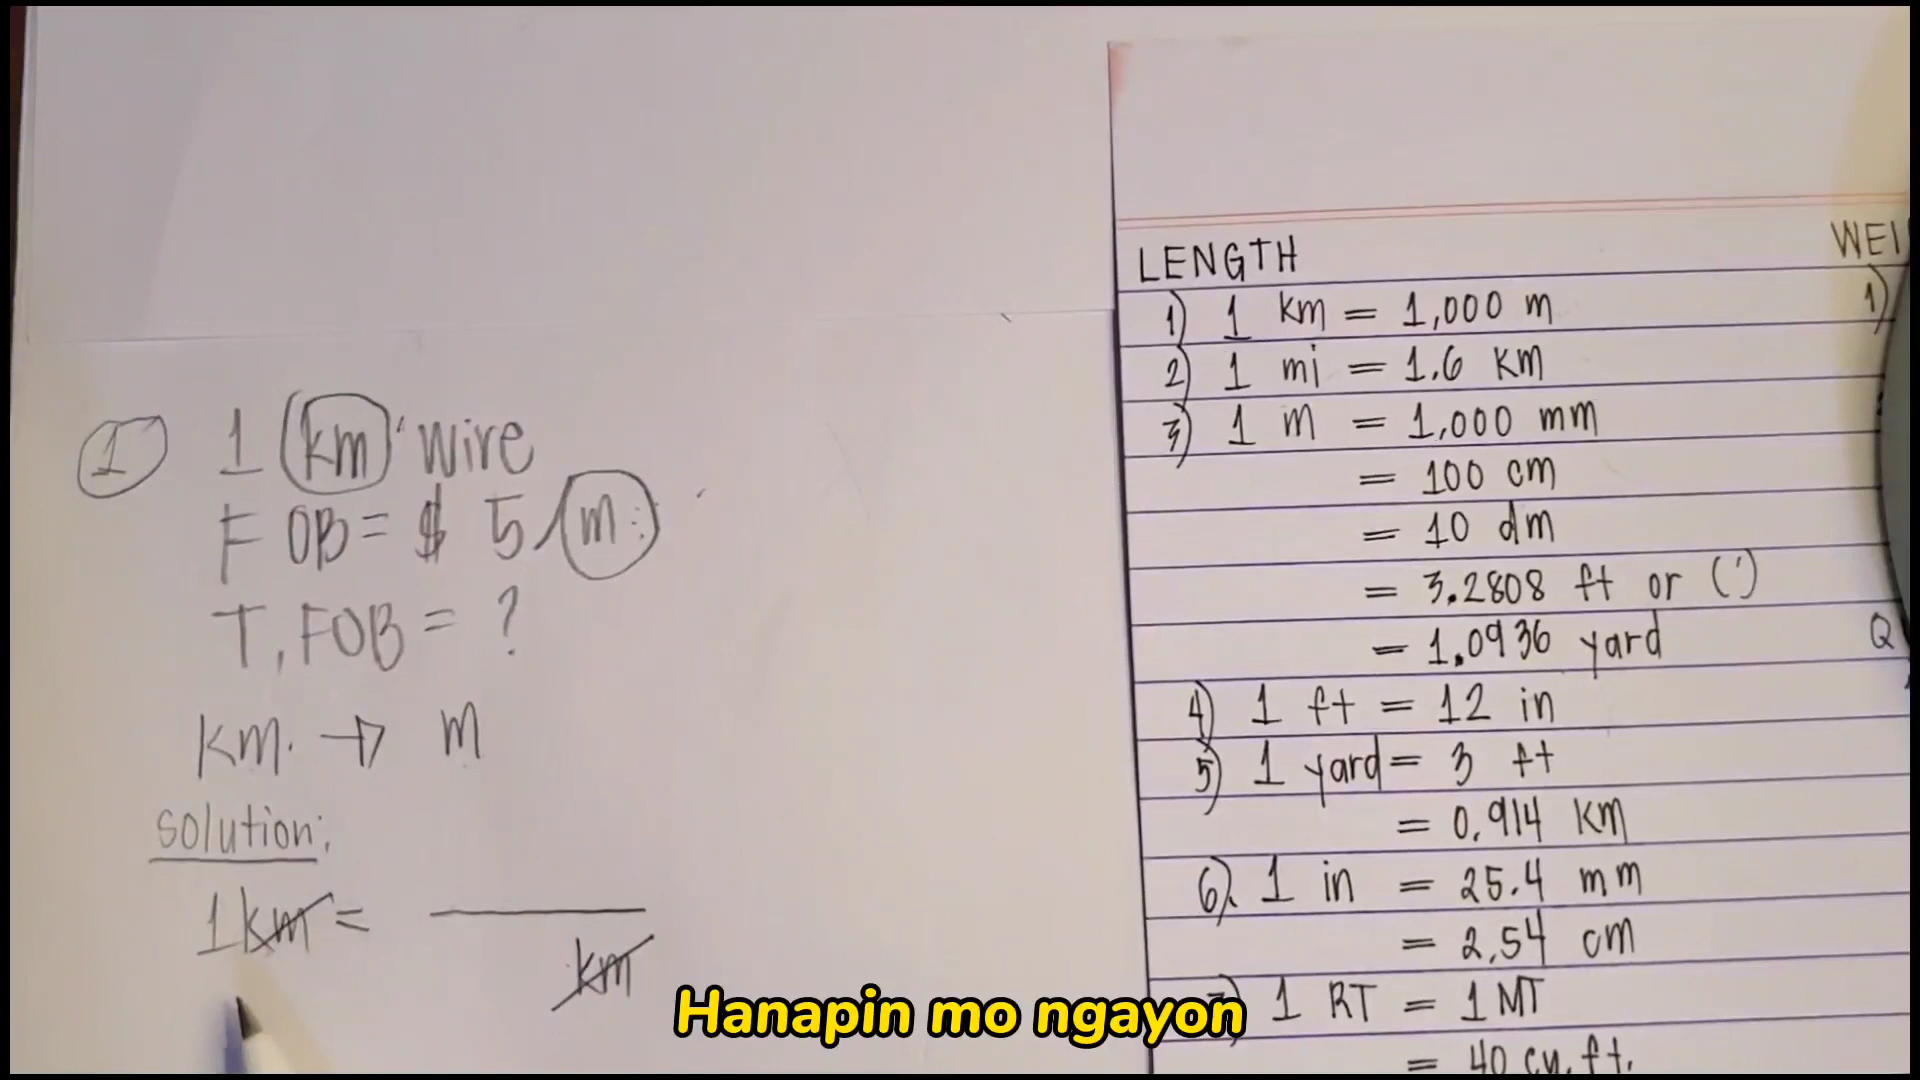 1 1 km wire
FOB = $ 5/m
T, FOB = ?
km. → m
solution:
1km =
km
LENGTH
1) 1 km = 1,000 m
2) 1 mi = 1.6 km
3) 1 m = 1,000 mm
= 100 cm
= 10 dm
= 3.2808 ft or (')
= 1.0936 yard
4) 1 ft = 12 in
5) 1 yard = 3 ft
= 0.914 km
6). 1 in = 25.4 mm
= 2.54 cm
1 RT = 1 MT
= 40 cu. ft.
WEI
1)
Q
Hanapin mo ngayon